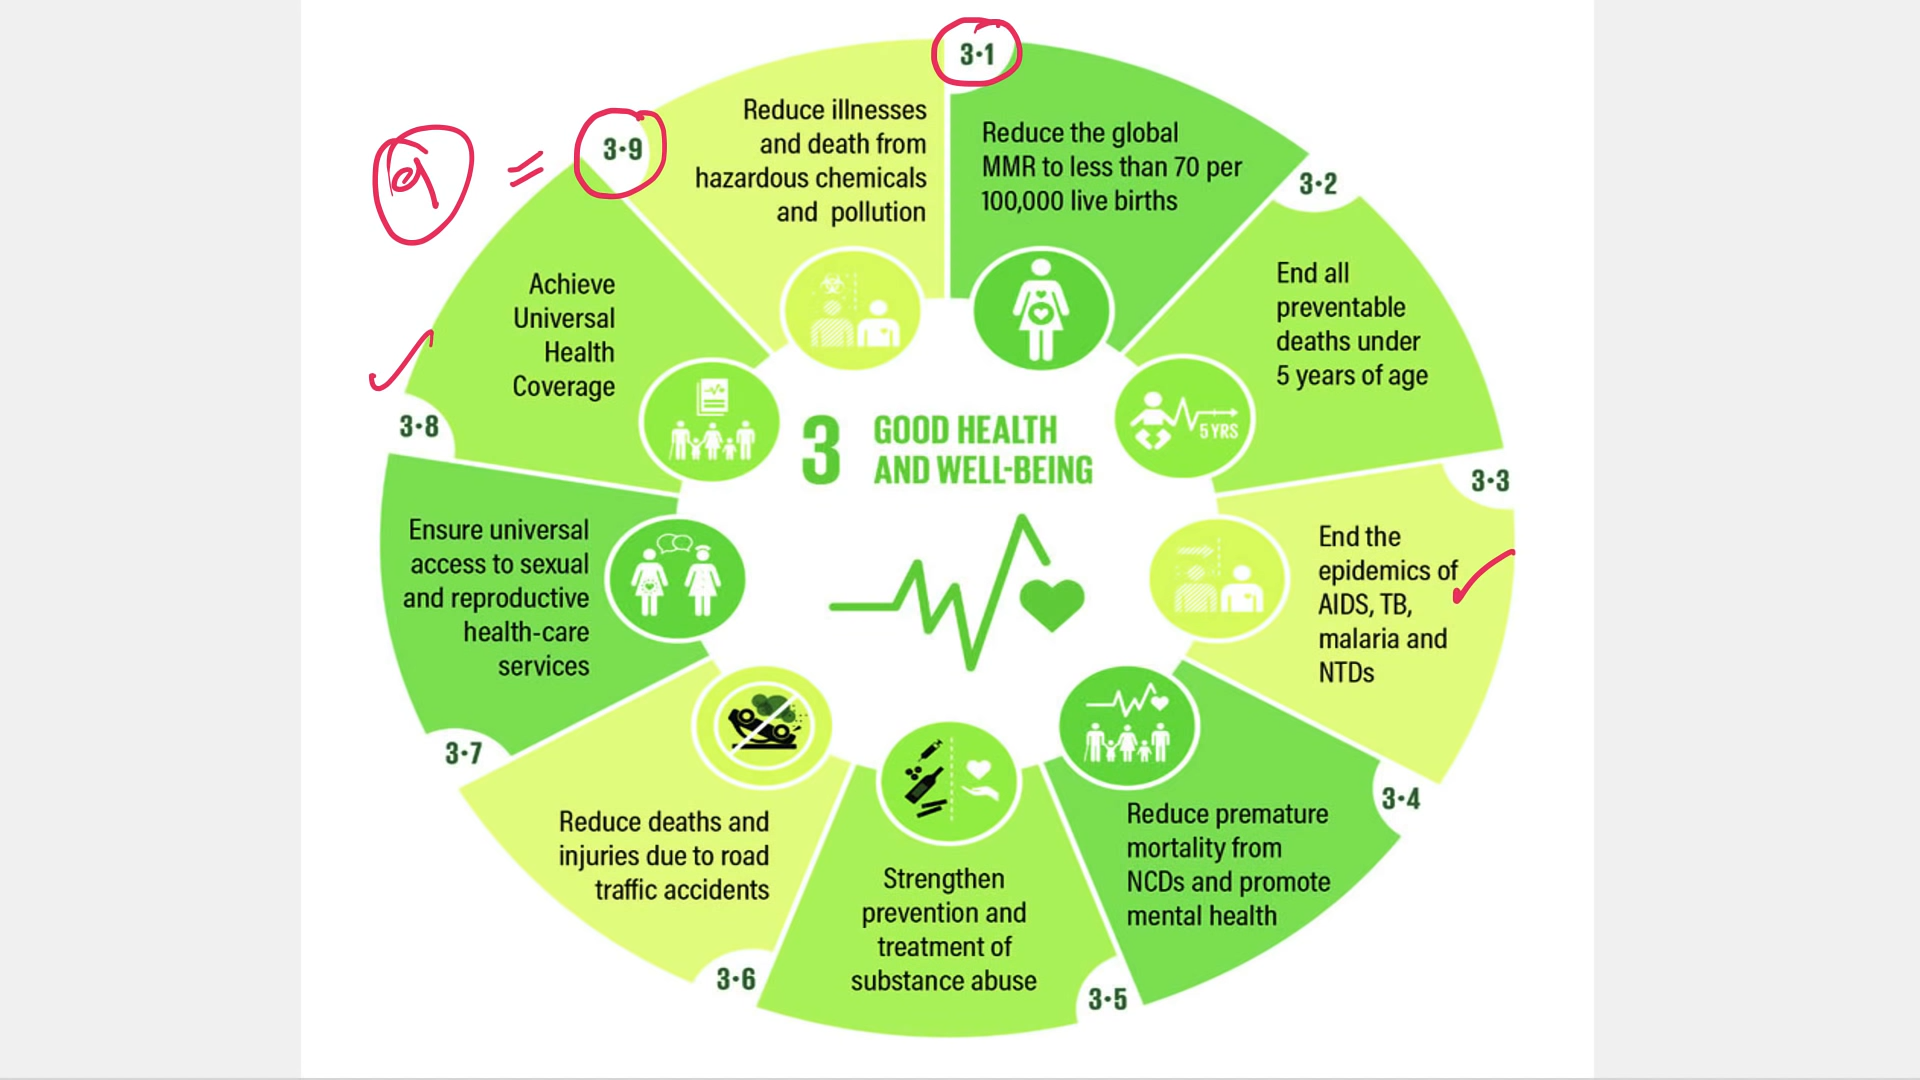 3·1
Reduce the global
MMR to less than 70 per
100,000 live births
3·2
End all
preventable
deaths under
5 years of age
5 YRS
3·3
End the
epidemics of
AIDS, TB,
malaria and
NTDs
3·4
Reduce premature
mortality from
NCDs and promote
mental health
3·5
Strengthen
prevention and
treatment of
substance abuse
3·6
Reduce deaths and
injuries due to road
traffic accidents
3·7
Ensure universal
access to sexual
and reproductive
health-care
services
3·8
Achieve
Universal
Health
Coverage
9 =
3·9
Reduce illnesses
and death from
hazardous chemicals
and pollution
3 GOOD HEALTH
AND WELL-BEING